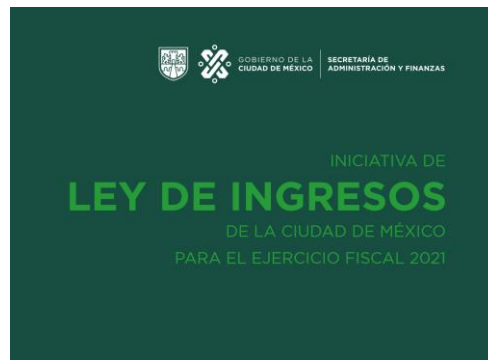 GOBIERNO DE LA
CIUDAD DE MÉXICO
SECRETARÍA DE
ADMINISTRACIÓN Y FINANZAS
INICIATIVA DE
LEY DE INGRESOS
DE LA CIUDAD DE MÉXICO
PARA EL EJERCICIO FISCAL 2021